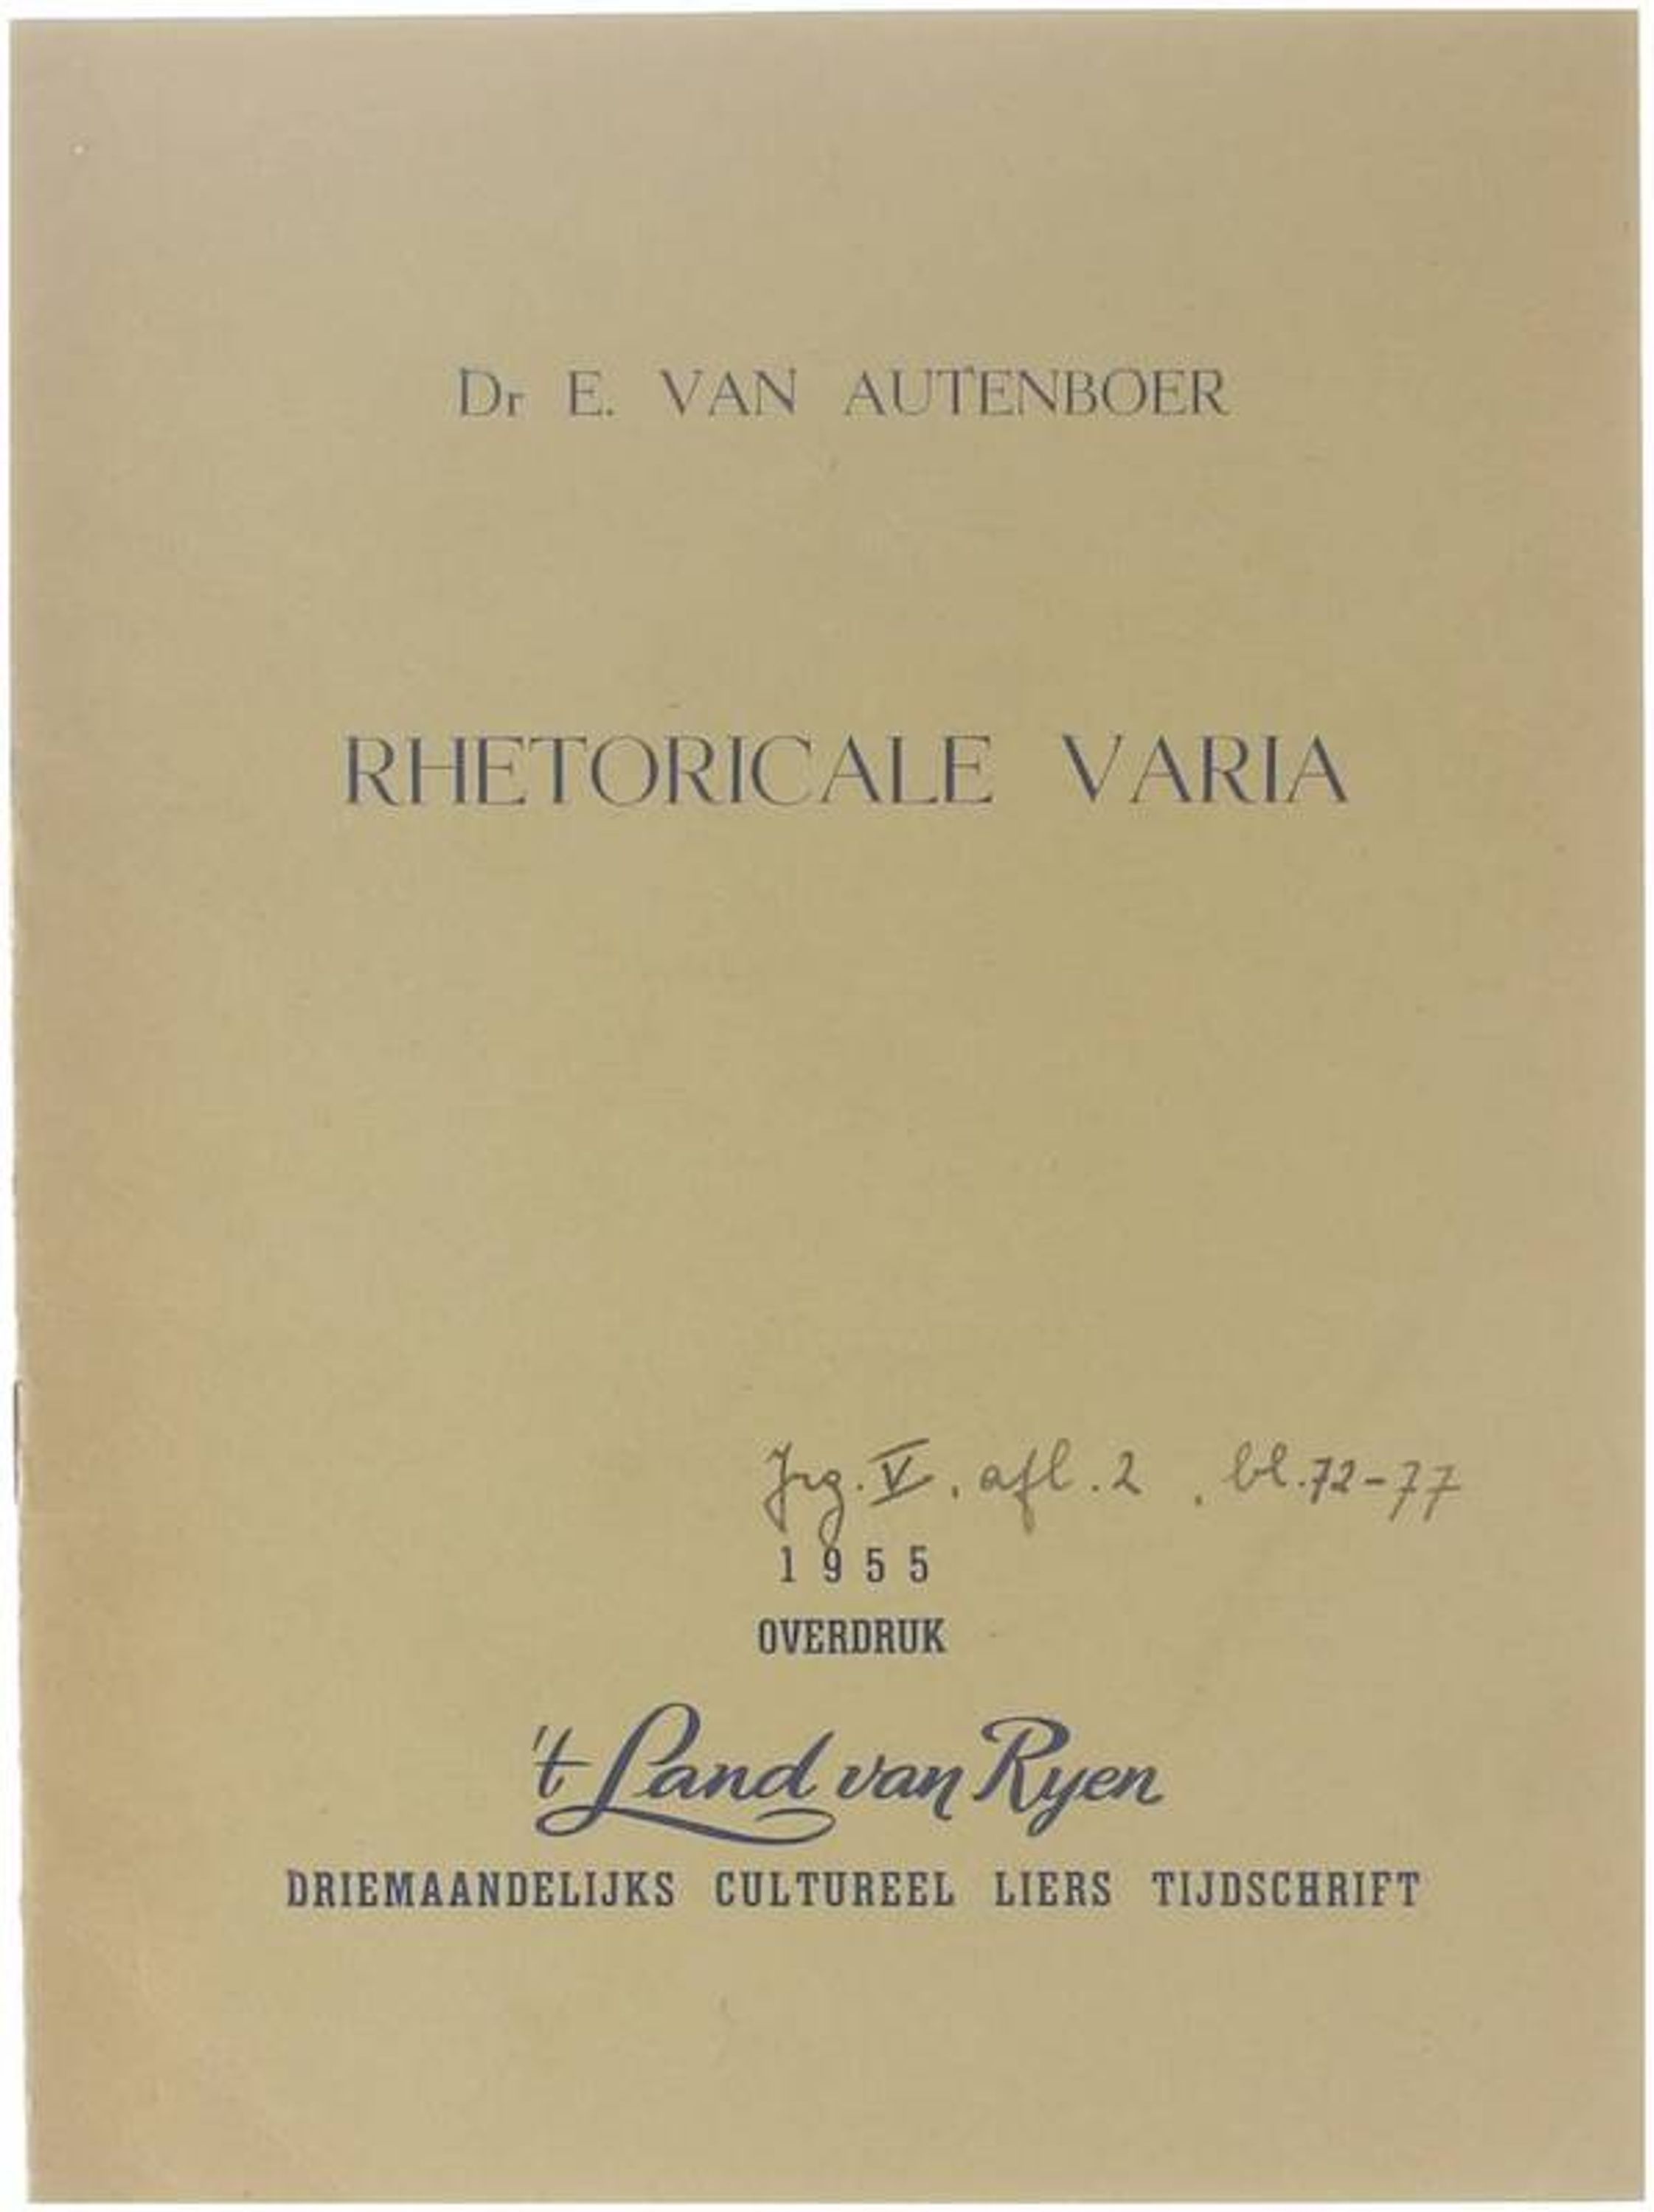 Dr E. VAN AUTENBOER
RHETORICALE VARIA
Jrg. V, afl. 2, bl. 72-77
1955
OVERDRUK
't Land van Ryen
DRIEMAANDELIJKS CULTUREEL LIERS TIJDSCHRIFT